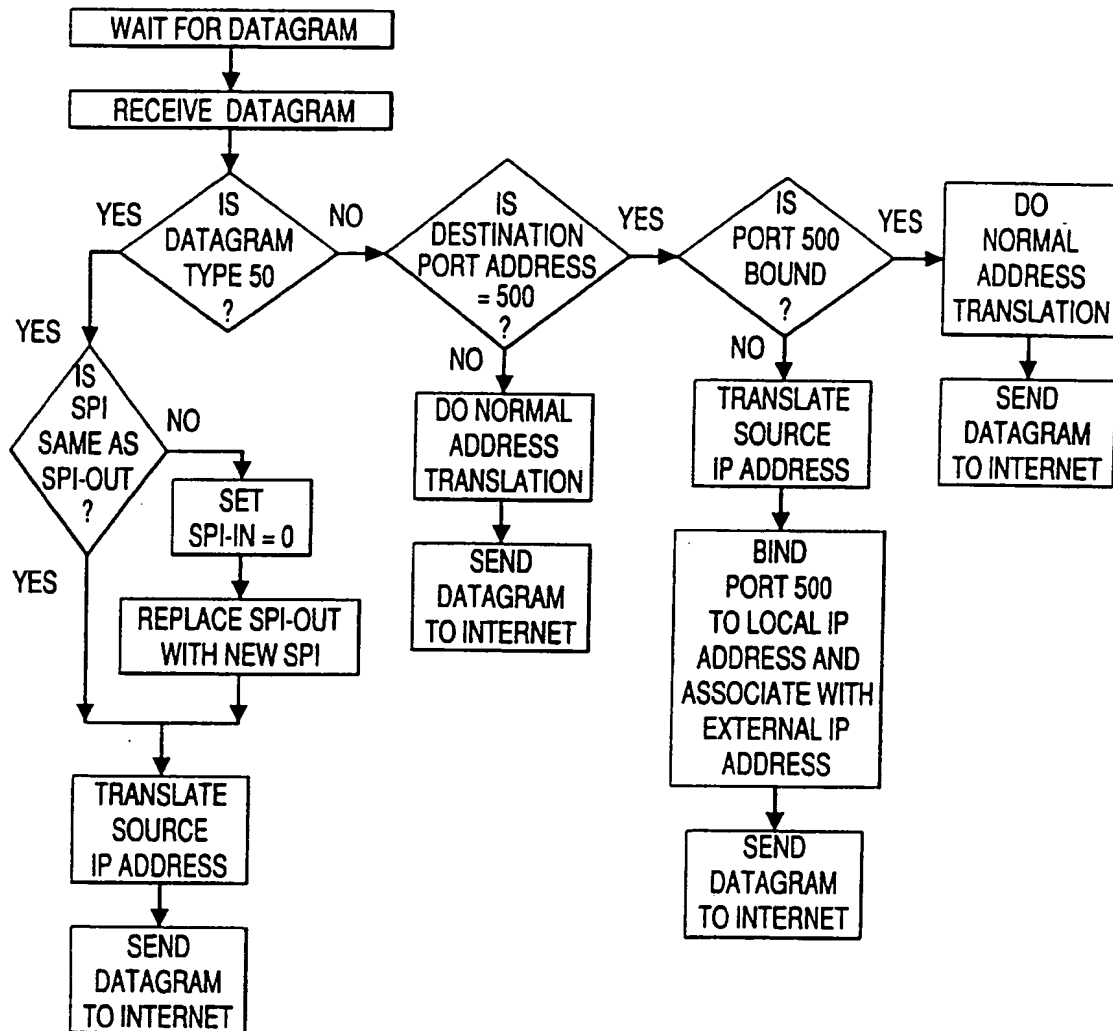 WAIT FOR DATAGRAM
RECEIVE DATAGRAM
IS
DATAGRAM
TYPE 50
?
YES
NO
IS
DESTINATION
PORT ADDRESS
= 500
?
YES
IS
PORT 500
BOUND
?
YES
DO
NORMAL
ADDRESS
TRANSLATION
SEND
DATAGRAM
TO INTERNET
YES
IS
SPI
SAME AS
SPI-OUT
?
NO
SET
SPI-IN = 0
REPLACE SPI-OUT
WITH NEW SPI
YES
TRANSLATE
SOURCE
IP ADDRESS
SEND
DATAGRAM
TO INTERNET
NO
DO NORMAL
ADDRESS
TRANSLATION
SEND
DATAGRAM
TO INTERNET
NO
TRANSLATE
SOURCE
IP ADDRESS
BIND
PORT 500
TO LOCAL IP
ADDRESS AND
ASSOCIATE WITH
EXTERNAL IP
ADDRESS
SEND
DATAGRAM
TO INTERNET